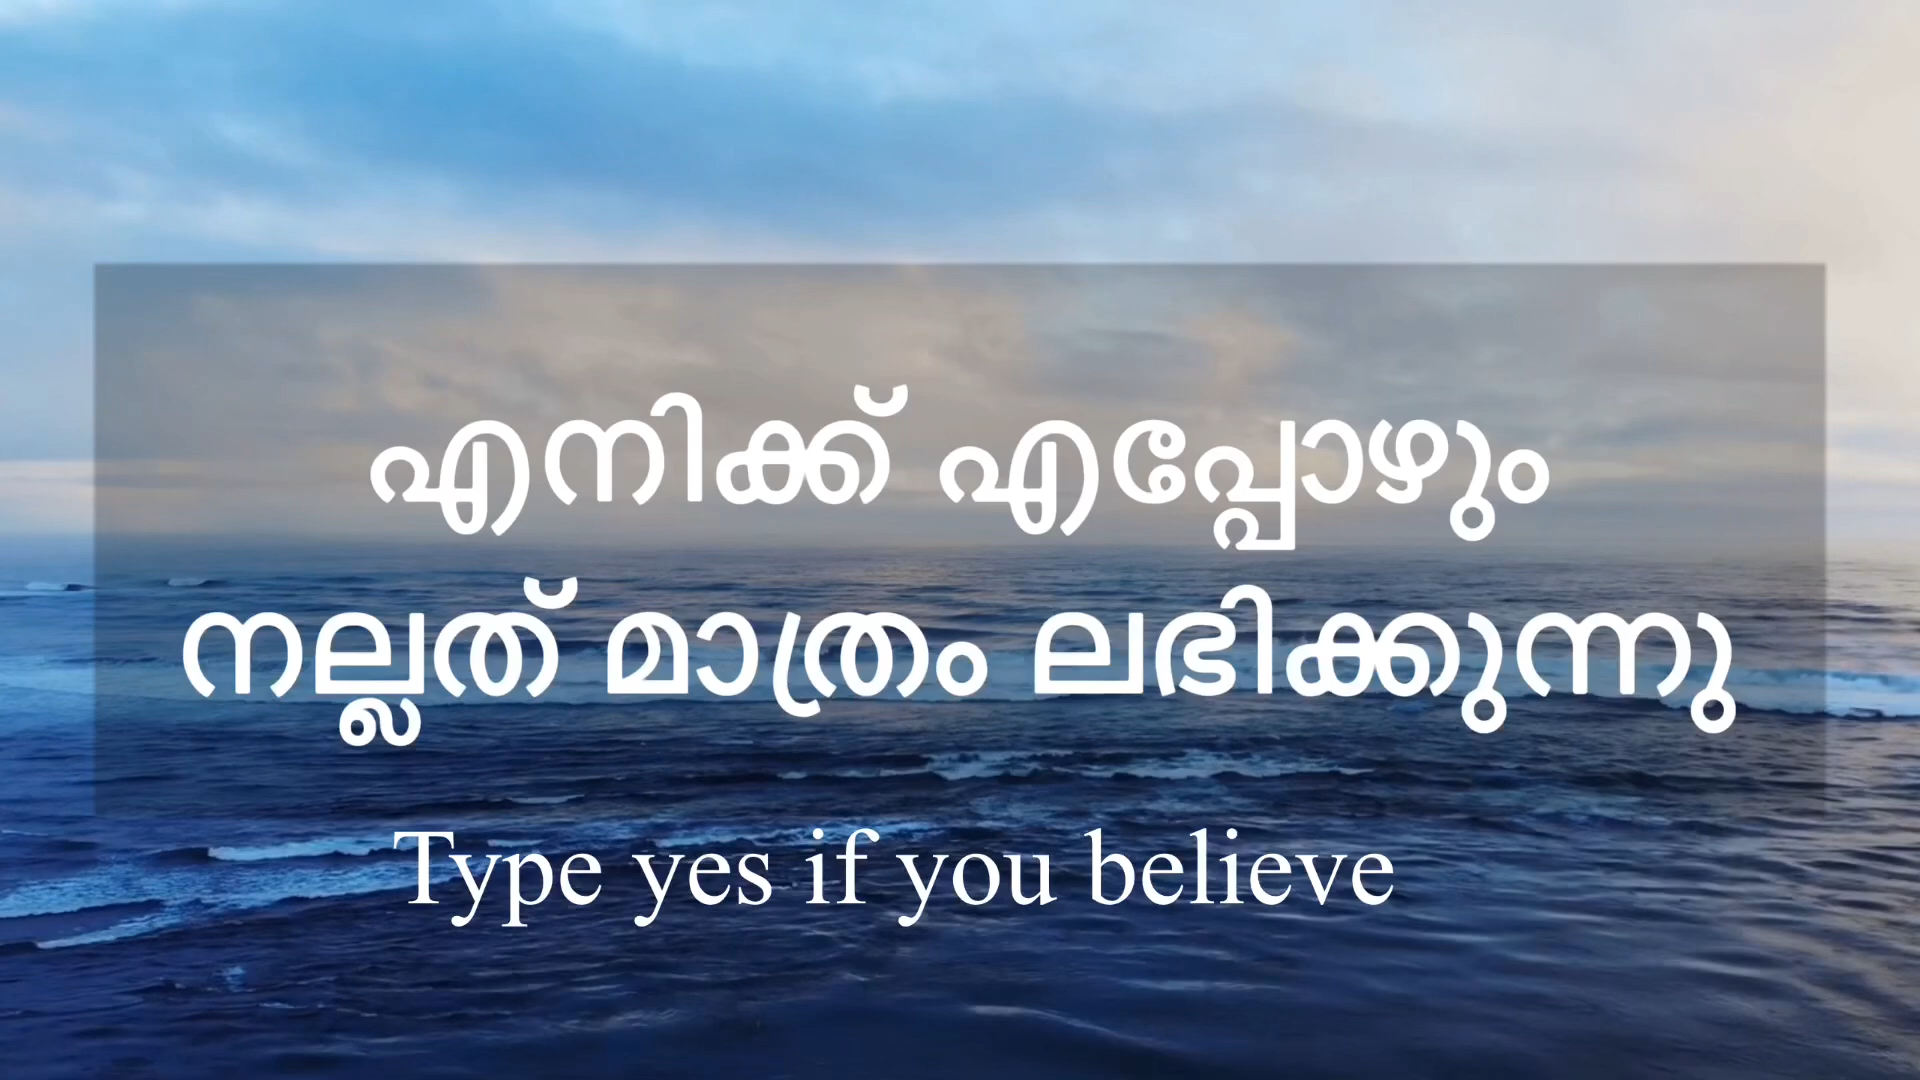 എനിക്ക് എപ്പോഴും
നല്ലത് മാത്രം ലഭിക്കുന്നു
Type yes if you believe